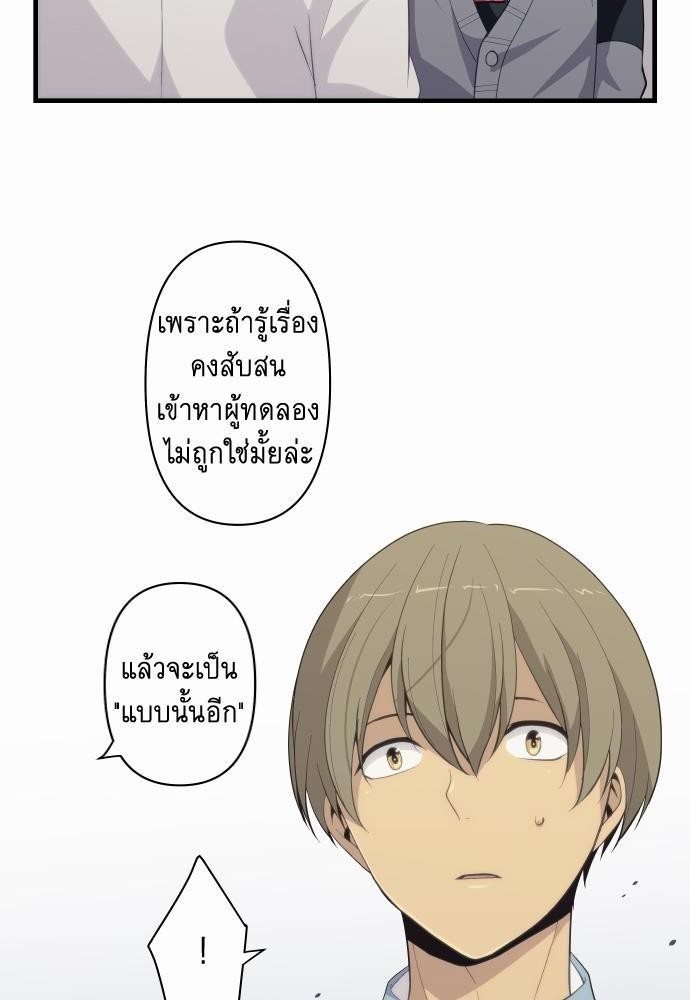 เพราะถ้ารู้เรื่อง
คงสับสน
เข้าหาผู้ทดลอง
ไม่ถูกใช่มั้ยล่ะ
แล้วจะเป็น
"แบบนั้นอีก"
!